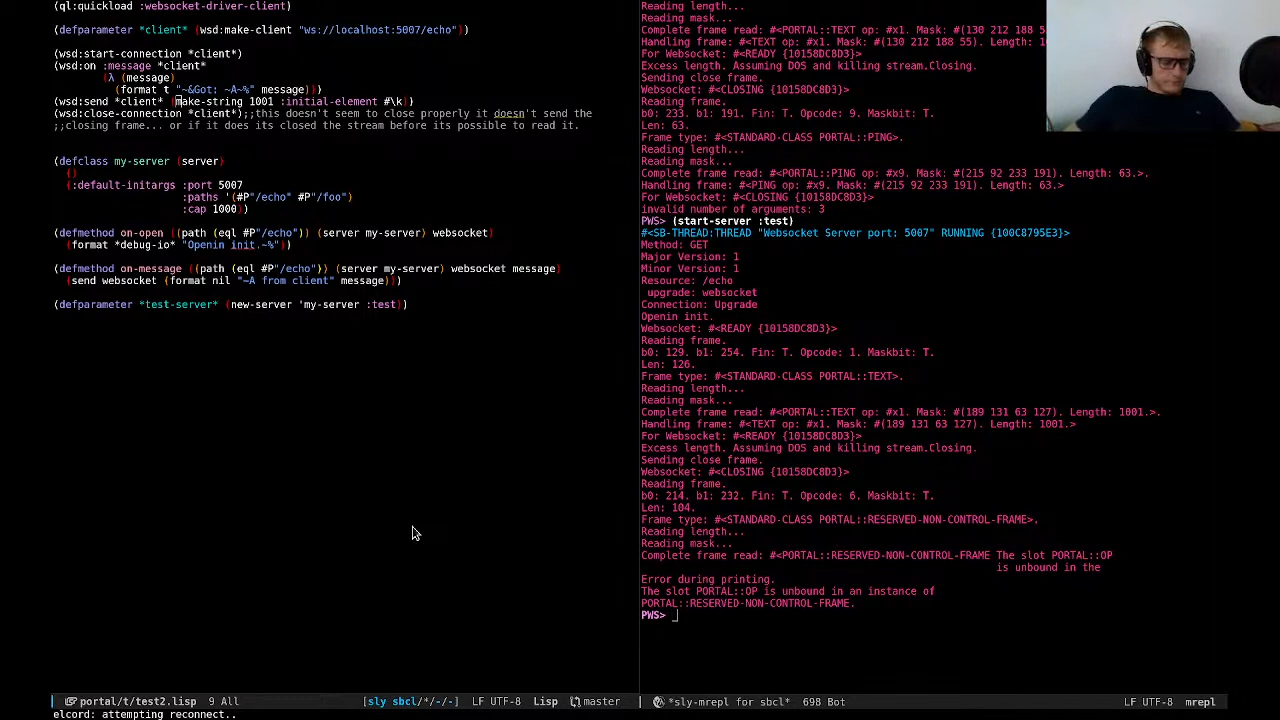 (ql:quickload :websocket-driver-client)
(defparameter *client* (wsd:make-client "ws://localhost:5007/echo"))
(wsd:start-connection *client*)
(wsd:on :message *client*
(λ (message)
(format t "~&Got: ~A~%" message)))
(wsd:send *client* (make-string 1001 :initial-element #\k))
(wsd:close-connection *client*);;this doesn't seem to close properly it doesn't send the
;;closing frame... or if it does its closed the stream before its possible to read it.
(defclass my-server (server)
()
(:default-initargs :port 5007
:paths '(#P"/echo" #P"/foo")
:cap 1000))
(defmethod on-open ((path (eql #P"/echo")) (server my-server) websocket)
(format *debug-io* "Openin init.~%"))
(defmethod on-message ((path (eql #P"/echo")) (server my-server) websocket message)
(send websocket (format nil "~A from client" message)))
(defparameter *test-server* (new-server 'my-server :test))
portal/t/test2.lisp 9 All [sly sbcl/*/-/-] LF UTF-8 Lisp master
elcord: attempting reconnect..
Reading length...
Reading mask...
Complete frame read: #<PORTAL::TEXT op: #x1. Mask: #(130 212 188 5
Handling frame: #<TEXT op: #x1. Mask: #(130 212 188 55). Length: 1
For Websocket: #<READY {10158DC8D3}>
Excess length. Assuming DOS and killing stream.Closing.
Sending close frame.
Websocket: #<CLOSING {10158DC8D3}>
Reading frame.
b0: 233. b1: 191. Fin: T. Opcode: 9. Maskbit: T.
Len: 63.
Frame type: #<STANDARD-CLASS PORTAL::PING>.
Reading length...
Reading mask...
Complete frame read: #<PORTAL::PING op: #x9. Mask: #(215 92 233 191). Length: 63.>.
Handling frame: #<PING op: #x9. Mask: #(215 92 233 191). Length: 63.>
For Websocket: #<CLOSING {10158DC8D3}>
invalid number of arguments: 3
PWS> (start-server :test)
#<SB-THREAD:THREAD "Websocket Server port: 5007" RUNNING {100C8795E3}>
Method: GET
Major Version: 1
Minor Version: 1
Resource: /echo
upgrade: websocket
Connection: Upgrade
Openin init.
Websocket: #<READY {10158DC8D3}>
Reading frame.
b0: 129. b1: 254. Fin: T. Opcode: 1. Maskbit: T.
Len: 126.
Frame type: #<STANDARD-CLASS PORTAL::TEXT>.
Reading length...
Reading mask...
Complete frame read: #<PORTAL::TEXT op: #x1. Mask: #(189 131 63 127). Length: 1001.>.
Handling frame: #<TEXT op: #x1. Mask: #(189 131 63 127). Length: 1001.>
For Websocket: #<READY {10158DC8D3}>
Excess length. Assuming DOS and killing stream.Closing.
Sending close frame.
Websocket: #<CLOSING {10158DC8D3}>
Reading frame.
b0: 214. b1: 232. Fin: T. Opcode: 6. Maskbit: T.
Len: 104.
Frame type: #<STANDARD-CLASS PORTAL::RESERVED-NON-CONTROL-FRAME>.
Reading length...
Reading mask...
Complete frame read: #<PORTAL::RESERVED-NON-CONTROL-FRAME The slot PORTAL::OP
is unbound in the
Error during printing.
The slot PORTAL::OP is unbound in an instance of
PORTAL::RESERVED-NON-CONTROL-FRAME.
PWS>
*sly-mrepl for sbcl* 698 Bot LF UTF-8 mrepl